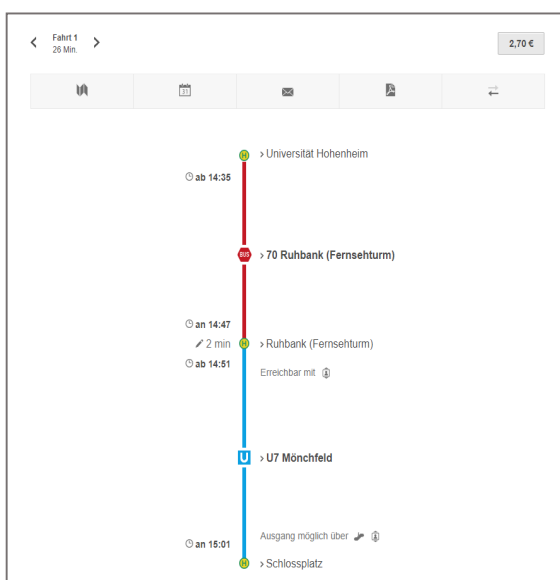 Fahrt 1
26 Min.
2,70 €
31
H
> Universität Hohenheim
ab 14:35
BUS
> 70 Ruhbank (Fernsehturm)
an 14:47
2 min
H
> Ruhbank (Fernsehturm)
ab 14:51
Erreichbar mit
U
> U7 Mönchfeld
Ausgang möglich über
an 15:01
H
> Schlossplatz